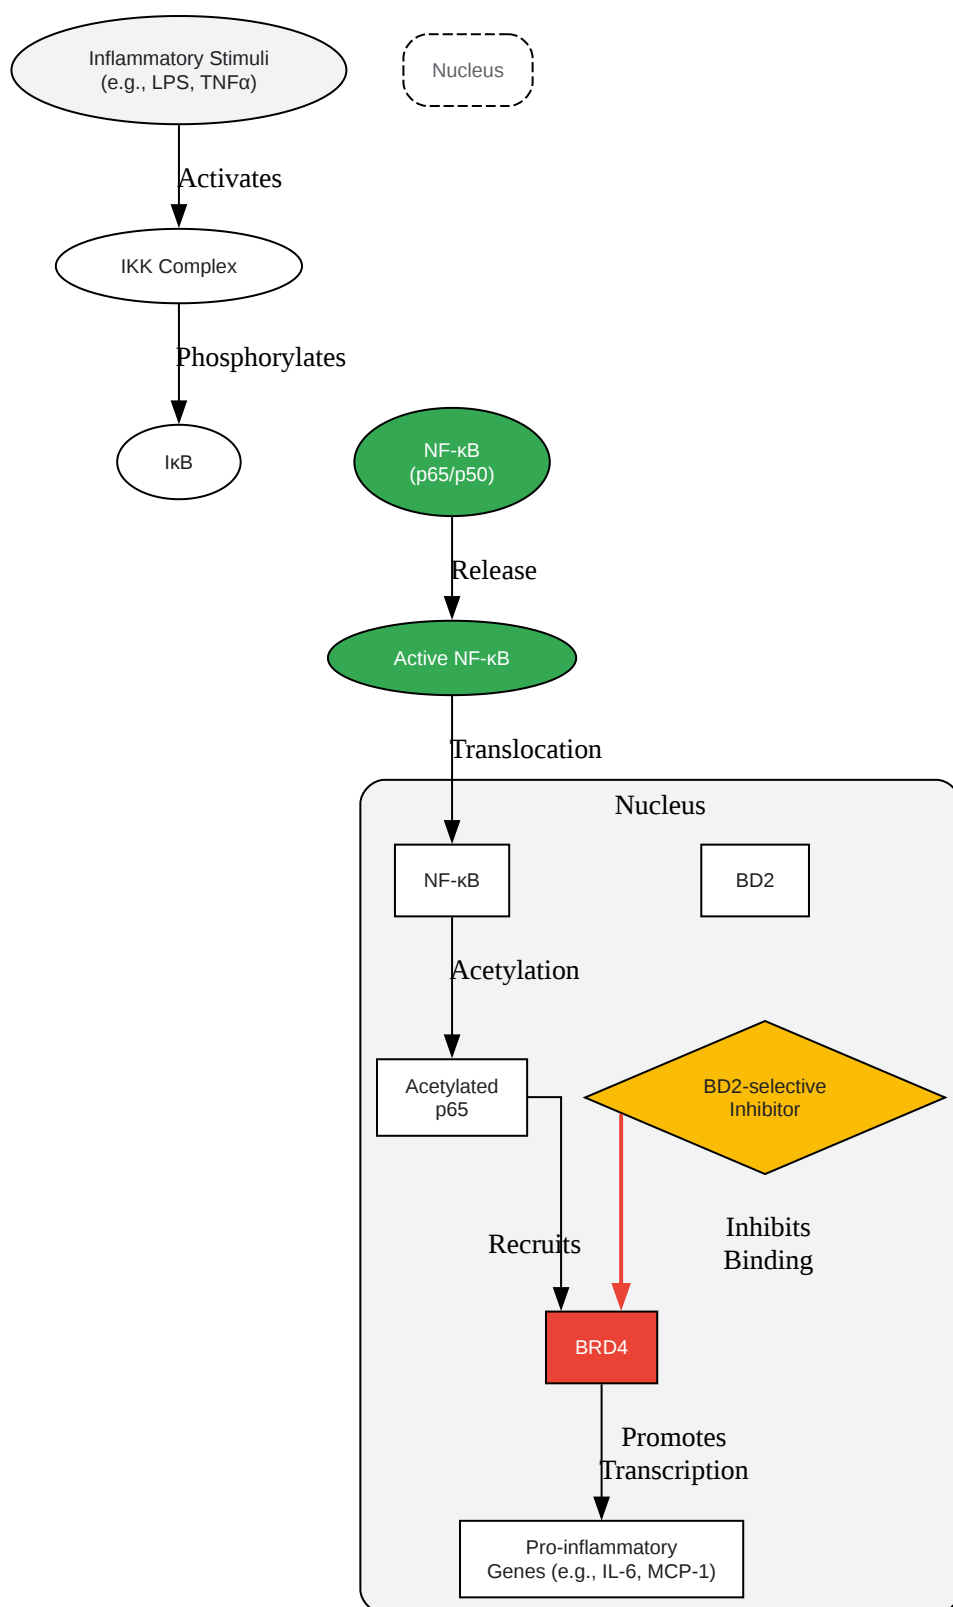 Inflammatory Stimuli
(e.g., LPS, TNFα)
Nucleus
Activates
IKK Complex
Phosphorylates
IκB
NF-κB
(p65/p50)
Release
Active NF-κB
Translocation
Nucleus
NF-κB
BD2
Acetylation
Acetylated
p65
BD2-selective
Inhibitor
Recruits
Inhibits
Binding
BRD4
Promotes
Transcription
Pro-inflammatory
Genes (e.g., IL-6, MCP-1)